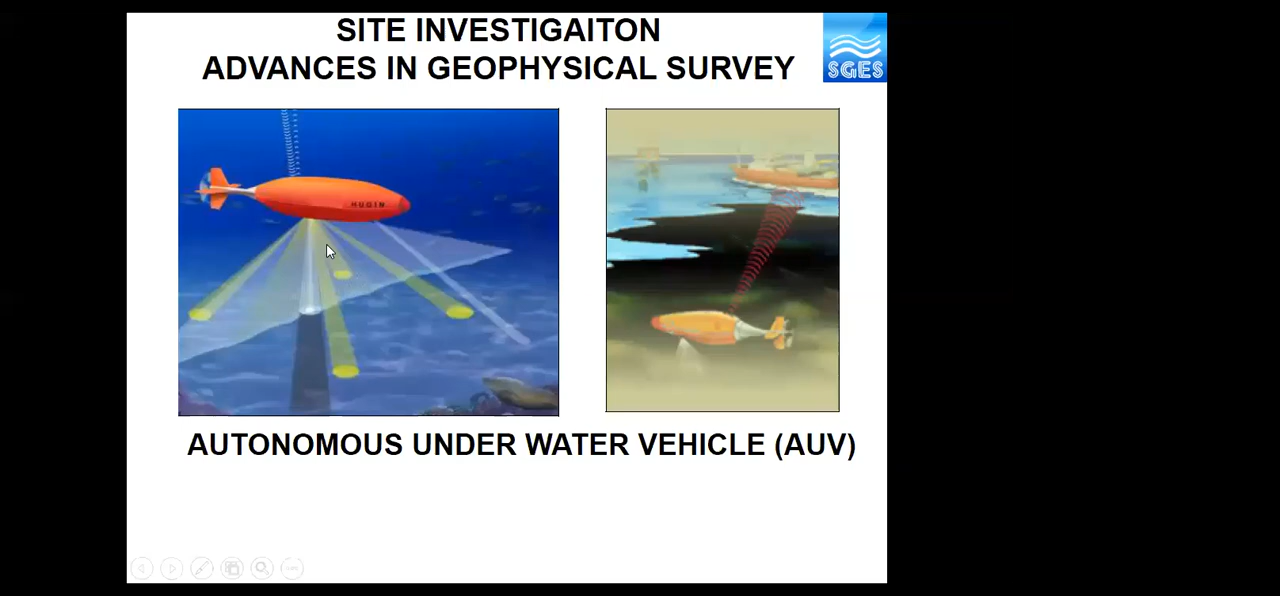 SITE INVESTIGAITON
ADVANCES IN GEOPHYSICAL SURVEY
SGES
HUGIN
AUTONOMOUS UNDER WATER VEHICLE (AUV)